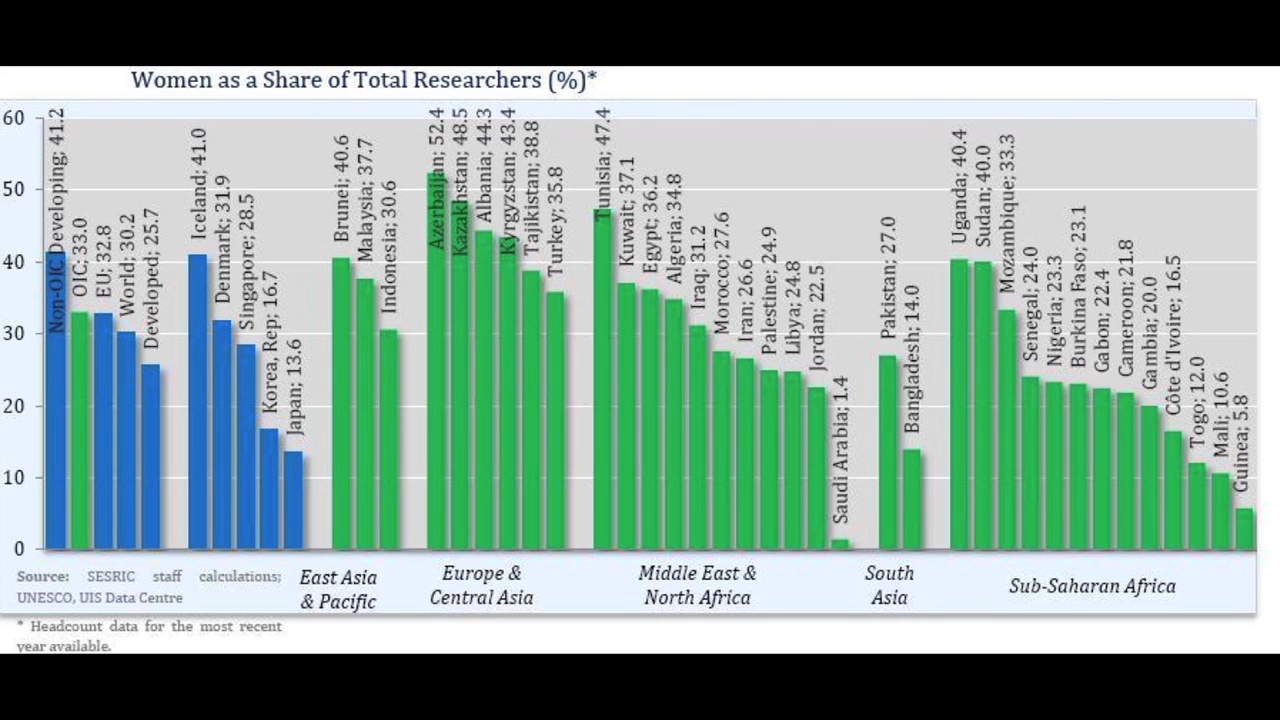 Women as a Share of Total Researchers (%)*
60
50
40
30
20
10
0
Non-OIC Developing; 41.2
OIC; 33.0
EU; 32.8
World; 30.2
Developed; 25.7
Iceland; 41.0
Denmark; 31.9
Singapore; 28.5
Korea, Rep; 16.7
Japan; 13.6
Brunei; 40.6
Malaysia; 37.7
Indonesia; 30.6
Azerbaijan; 52.4
Kazakhstan; 48.5
Albania; 44.3
Kyrgyzstan; 43.4
Tajikistan; 38.8
Turkey; 35.8
Tunisia; 47.4
Kuwait; 37.1
Egypt; 36.2
Algeria; 34.8
Iraq; 31.2
Morocco; 27.6
Iran; 26.6
Palestine; 24.9
Libya; 24.8
Jordan; 22.5
Saudi Arabia; 1.4
Pakistan; 27.0
Bangladesh; 14.0
Uganda; 40.4
Sudan; 40.0
Mozambique; 33.3
Senegal; 24.0
Nigeria; 23.3
Burkina Faso; 23.1
Gabon; 22.4
Cameroon; 21.8
Gambia; 20.0
Côte d'Ivoire; 16.5
Togo; 12.0
Mali; 10.6
Guinea; 5.8
East Asia
& Pacific
Europe &
Central Asia
Middle East &
North Africa
South
Asia
Sub-Saharan Africa
Source: SESRIC staff calculations;
UNESCO, UIS Data Centre
* Headcount data for the most recent
year available.